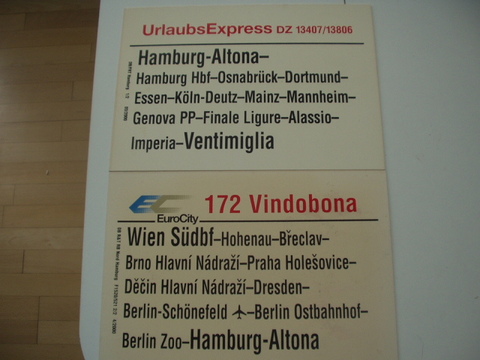 UrlaubsExpress DZ 13407/13806
Hamburg-Altona–
Hamburg Hbf–Osnabrück–Dortmund–
Essen–Köln-Deutz–Mainz–Mannheim–
Genova PP–Finale Ligure–Alassio–
Imperia–Ventimiglia
EC
EuroCity
172 Vindobona
Wien Südbf–Hohenau–Břeclav–
Brno Hlavní Nádraží–Praha Holešovice–
Děčín Hlavní Nádraží–Dresden–
Berlin-Schönefeld ✈–Berlin Ostbahnhof–
Berlin Zoo–Hamburg-Altona